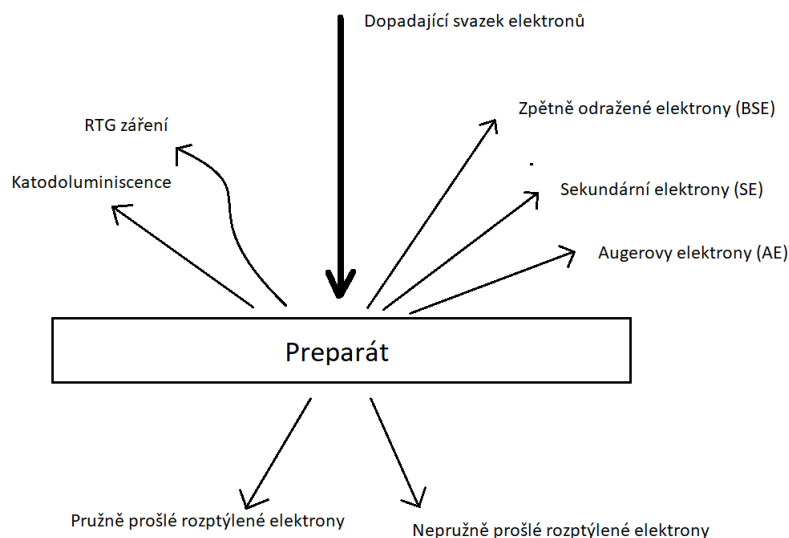 Dopadající svazek elektronů
Zpětně odražené elektrony (BSE)
RTG záření
Katodoluminiscence
Sekundární elektrony (SE)
Augerovy elektrony (AE)
Preparát
Pružně prošlé rozptýlené elektrony
Nepružně prošlé rozptýlené elektrony